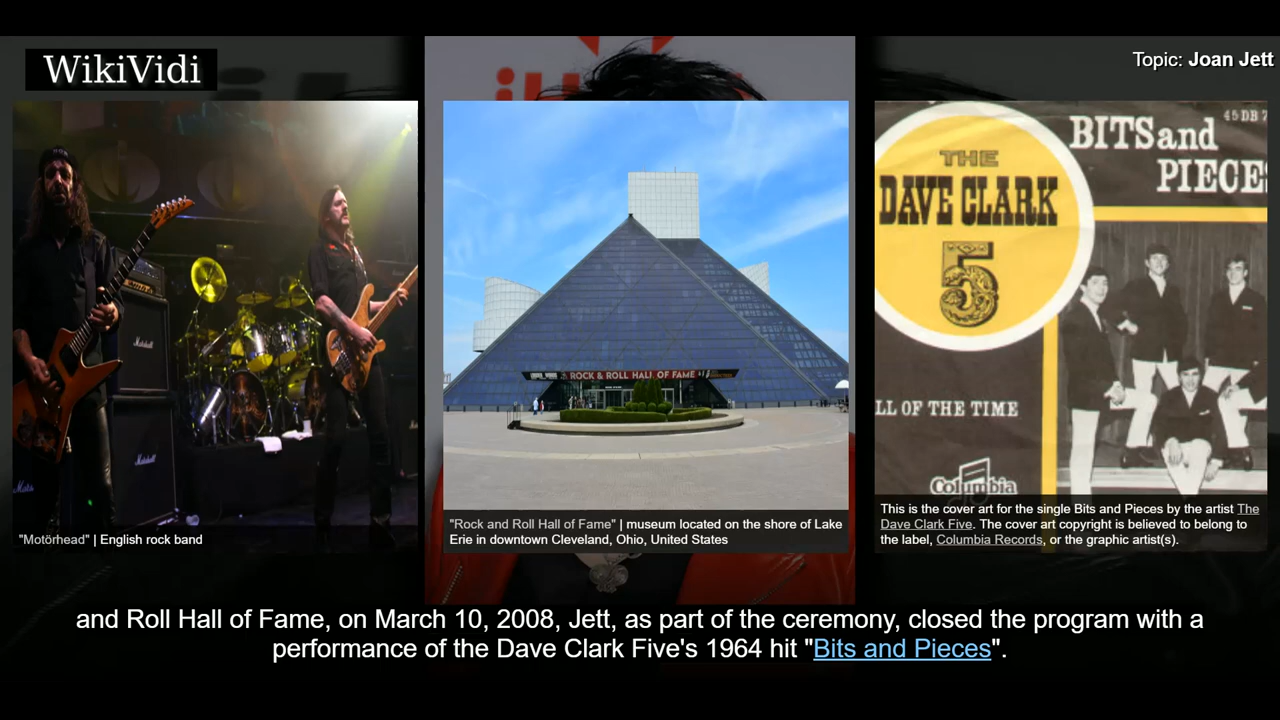 WikiVidi
Topic: Joan Jett
Marshall
Marshall
"Motörhead" | English rock band
ROCK & ROLL HALL OF FAME
"Rock and Roll Hall of Fame" | museum located on the shore of Lake
Erie in downtown Cleveland, Ohio, United States
45 DB 7
BITS and
PIECE
THE
DAVE CLARK
5
LL OF THE TIME
Columbia
This is the cover art for the single Bits and Pieces by the artist The
Dave Clark Five. The cover art copyright is believed to belong to
the label, Columbia Records, or the graphic artist(s).
and Roll Hall of Fame, on March 10, 2008, Jett, as part of the ceremony, closed the program with a
performance of the Dave Clark Five's 1964 hit "Bits and Pieces".